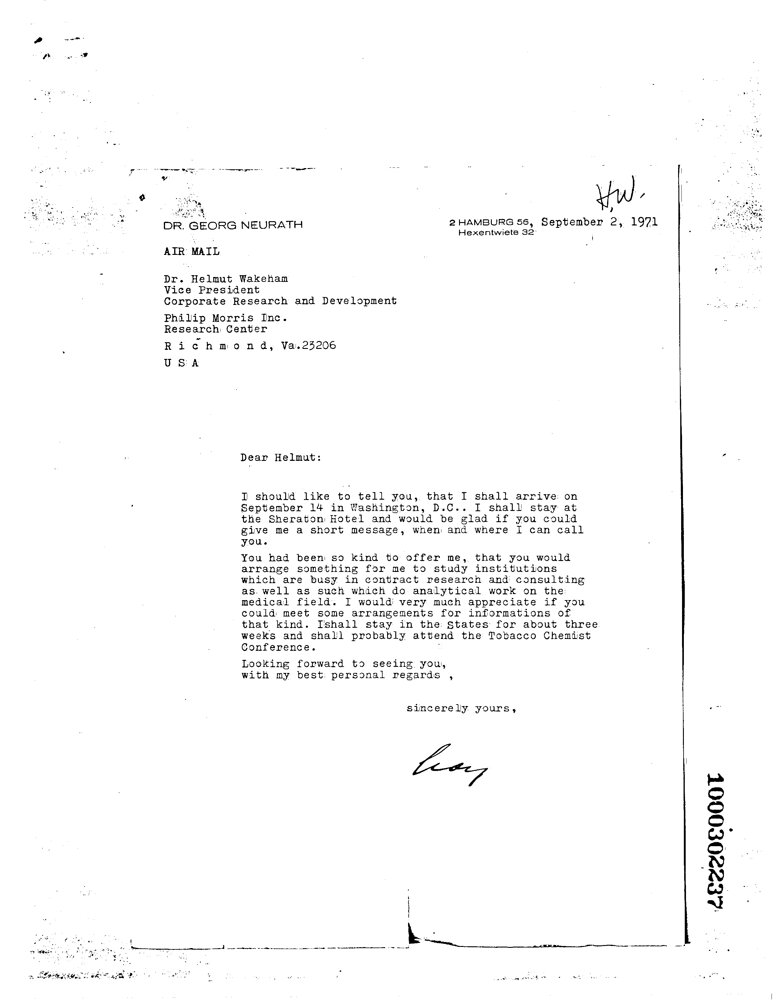 H.W.
DR. GEORG NEURATH
2 HAMBURG 56, September 2, 1971
Hexentwiete 32
AIR MAIL
Dr. Helmut Wakeham
Vice President
Corporate Research and Development
Philip Morris Inc.
Research Center
R i c h m o n d, Va.23206
U S A
Dear Helmut:
I should like to tell you, that I shall arrive on
September 14 in Washington, D.C.. I shall stay at
the Sheraton Hotel and would be glad if you could
give me a short message, when and where I can call
you.
You had been so kind to offer me, that you would
arrange something for me to study institutions
which are busy in contract research and consulting
as well as such which do analytical work on the
medical field. I would very much appreciate if you
could meet some arrangements for informations of
that kind. Ishall stay in the States for about three
weeks and shall probably attend the Tobacco Chemist
Conference.
Looking forward to seeing you,
with my best personal regards ,
sincerely yours,
1000302237